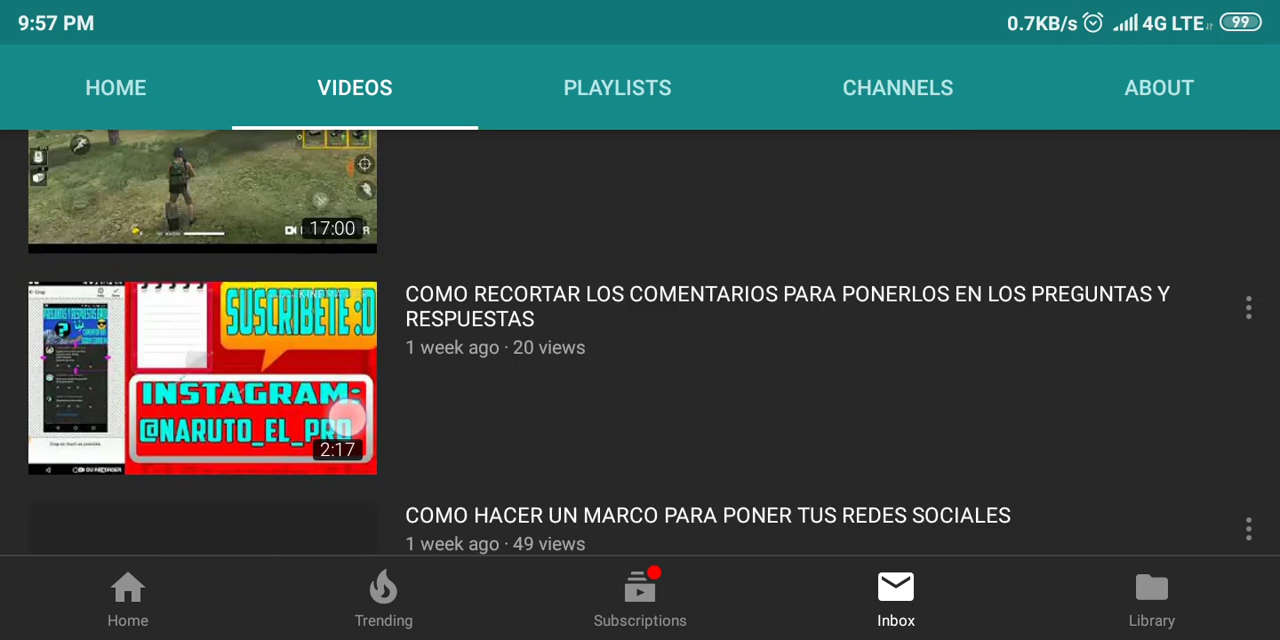 9:57 PM
0.7KB/s 4G LTE 99
HOME VIDEOS PLAYLISTS CHANNELS ABOUT
17:00
COMO RECORTAR LOS COMENTARIOS PARA PONERLOS EN LOS PREGUNTAS Y
RESPUESTAS
1 week ago · 20 views
SUSCRIBETE :D
INSTAGRAM:
@NARUTO_EL_PRO
2:17
COMO HACER UN MARCO PARA PONER TUS REDES SOCIALES
1 week ago · 49 views
Home Trending Subscriptions Inbox Library